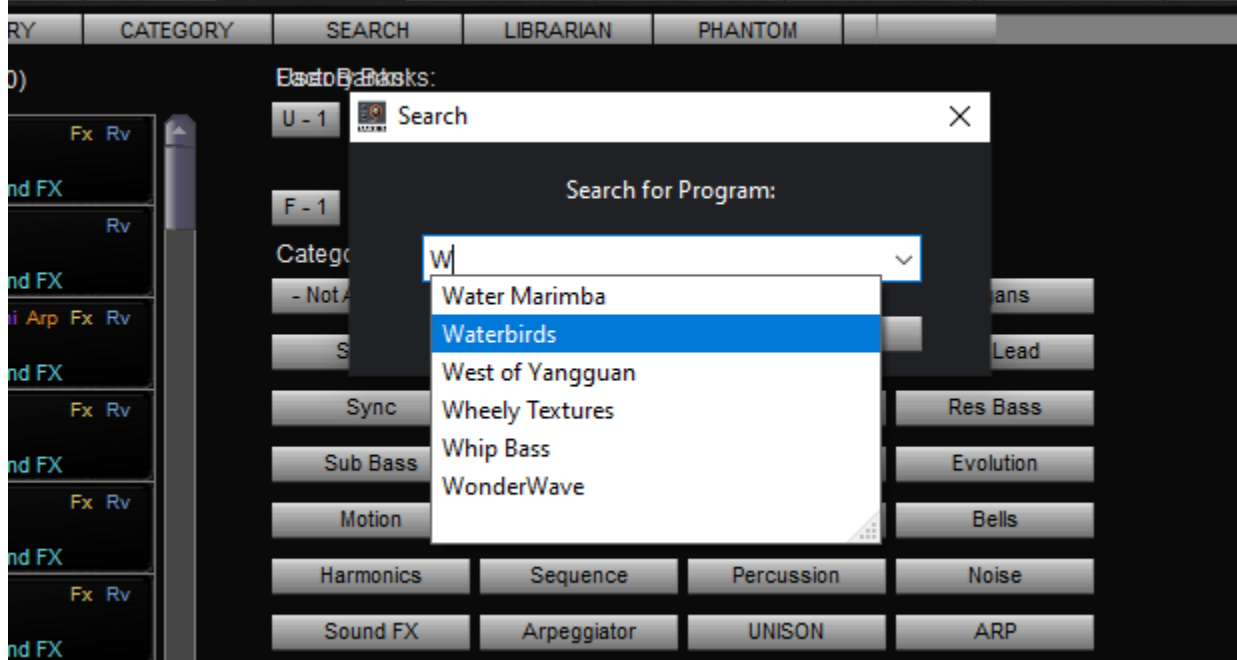 RY CATEGORY SEARCH LIBRARIAN PHANTOM
0)
U - 1
Search
Fx Rv
nd FX
Search for Program:
F - 1
Rv
Catego
W
nd FX
- Not A
Water Marimba
ans
i Arp Fx Rv
Waterbirds
S
Lead
nd FX
West of Yangguan
Fx Rv
Sync
Wheely Textures
Res Bass
nd FX
Sub Bass
Whip Bass
Evolution
WonderWave
Fx Rv
Motion
Bells
nd FX
Harmonics Sequence Percussion Noise
Fx Rv
Sound FX Arpeggiator UNISON ARP
nd FX